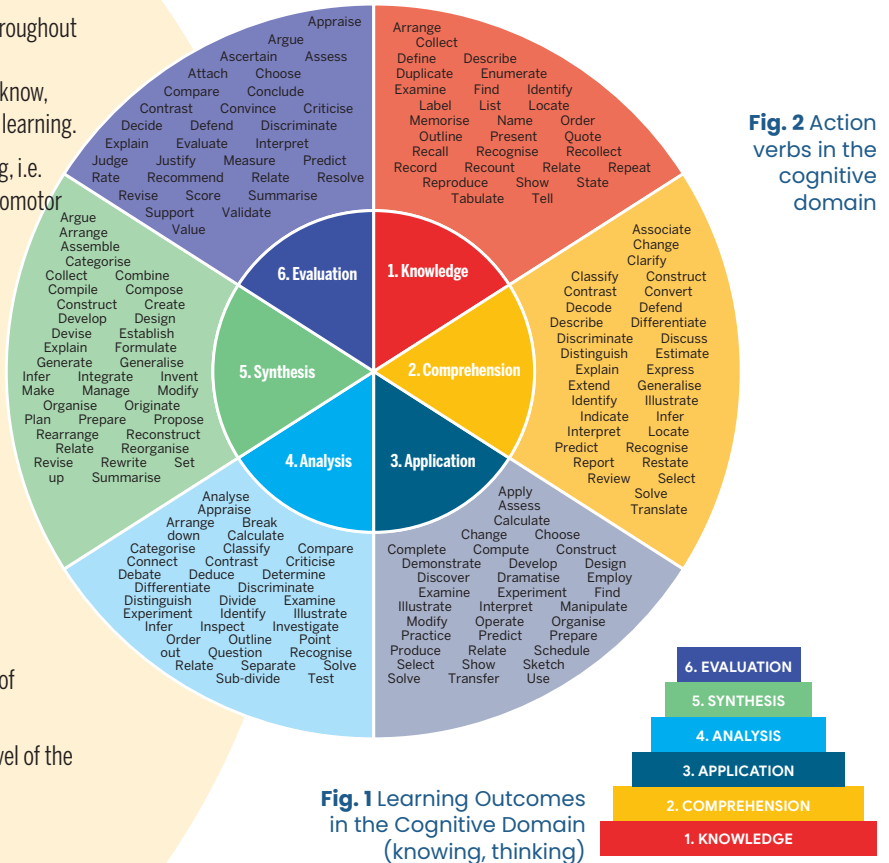 roughout
know,
learning.
g, i.e.
omotor
of
vel of the
Appraise
Argue
Ascertain Assess
Attach Choose
Compare Conclude
Contrast Convince Criticise
Decide Defend Discriminate
Explain Evaluate Interpret
Judge Justify Measure Predict
Rate Recommend Relate Resolve
Revise Score Summarise
Support Validate
Value
Arrange
Collect
Define Describe
Duplicate Enumerate
Examine Find Identify
Label List Locate
Memorise Name Order
Outline Present Quote
Recall Recognise Recollect
Record Recount Relate Repeat
Reproduce Show State
Tabulate Tell
Fig. 2 Action
verbs in the
cognitive
domain
Argue
Arrange
Assemble
Categorise
Collect Combine
Compile Compose
Construct Create
Develop Design
Devise Establish
Explain Formulate
Generate Generalise
Infer Integrate Invent
Make Manage Modify
Organise Originate
Plan Prepare Propose
Rearrange Reconstruct
Relate Reorganise
Revise Rewrite Set
up Summarise
6. Evaluation
1. Knowledge
5. Synthesis
2. Comprehension
4. Analysis
3. Application
Associate
Change
Clarify
Classify Construct
Contrast Convert
Decode Defend
Describe Differentiate
Discriminate Discuss
Distinguish Estimate
Explain Express
Extend Generalise
Identify Illustrate
Indicate Infer
Interpret Locate
Predict Recognise
Report Restate
Review Select
Solve
Translate
Analyse
Appraise
Arrange Break
down Calculate
Categorise Classify Compare
Connect Contrast Criticise
Debate Deduce Determine
Differentiate Discriminate
Distinguish Divide Examine
Experiment Identify Illustrate
Infer Inspect Investigate
Order Outline Point
out Question Recognise
Relate Separate Solve
Sub-divide Test
Apply
Assess
Calculate
Change Choose
Complete Compute Construct
Demonstrate Develop Design
Discover Dramatise Employ
Examine Experiment Find
Illustrate Interpret Manipulate
Modify Operate Organise
Practice Predict Prepare
Produce Relate Schedule
Select Show Sketch
Solve Transfer Use
Fig. 1 Learning Outcomes
in the Cognitive Domain
(knowing, thinking)
6. EVALUATION
5. SYNTHESIS
4. ANALYSIS
3. APPLICATION
2. COMPREHENSION
1. KNOWLEDGE